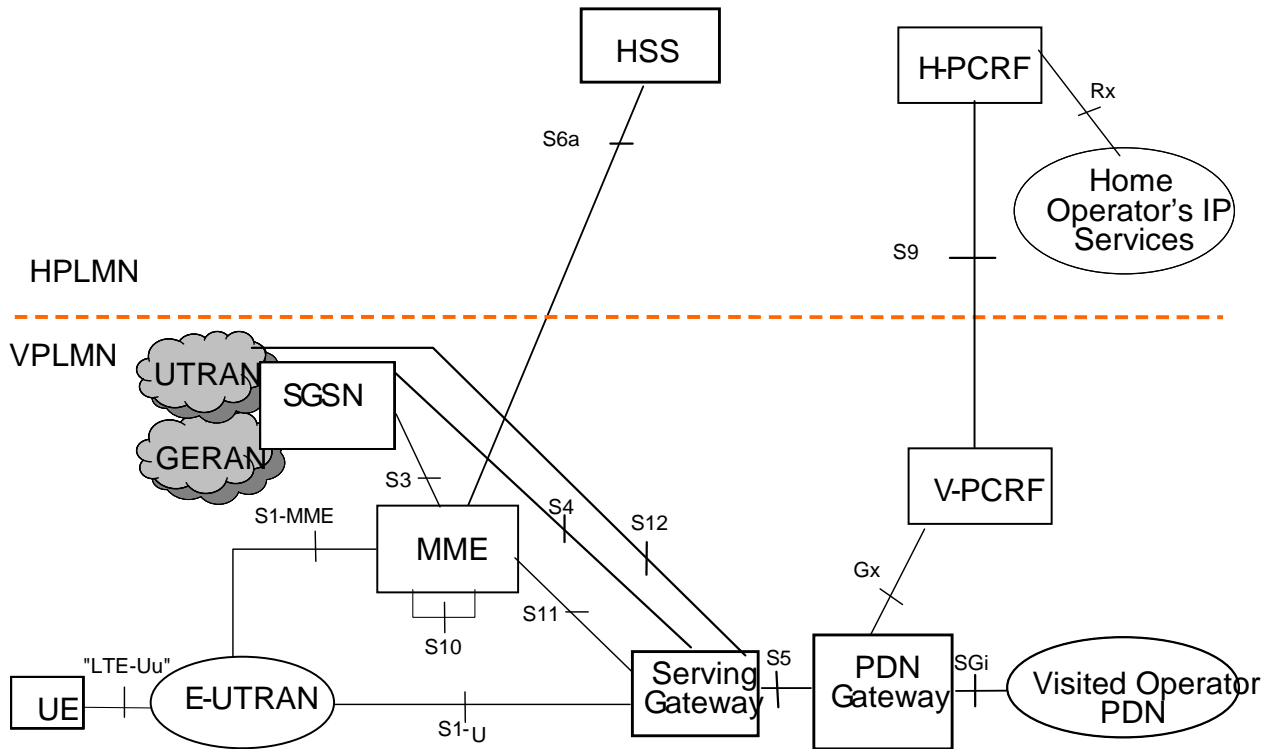 HSS
H-PCRF
Rx
S6a
Home
Operator's IP
Services
S9
HPLMN
VPLMN
UTRAN
SGSN
GERAN
S3
V-PCRF
S1-MME
S4
S12
MME
Gx
S11
S10
"LTE-Uu"
S5
SGi
Serving
Gateway
PDN
Gateway
Visited Operator
PDN
UE
E-UTRAN
S1-U